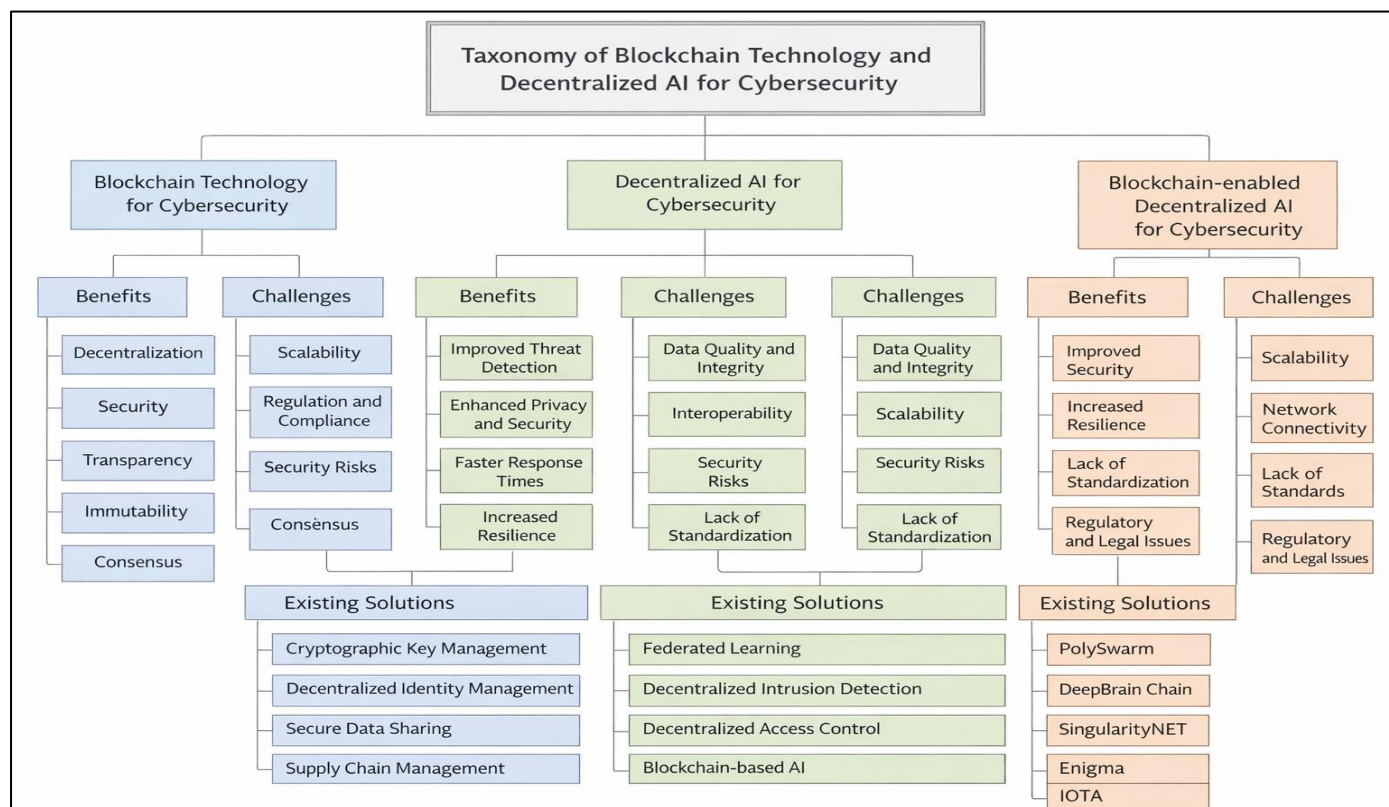 Taxonomy of Blockchain Technology and
Decentralized AI for Cybersecurity
Blockchain Technology
for Cybersecurity
Benefits
Decentralization
Security
Transparency
Immutability
Consensus
Challenges
Scalability
Regulation and
Compliance
Security Risks
Consensus
Existing Solutions
Cryptographic Key Management
Decentralized Identity Management
Secure Data Sharing
Supply Chain Management
Decentralized AI for
Cybersecurity
Benefits
Improved Threat
Detection
Enhanced Privacy
and Security
Faster Response
Times
Increased
Resilience
Challenges
Data Quality and
Integrity
Interoperability
Security
Risks
Lack of
Standardization
Challenges
Data Quality
and Integrity
Scalability
Security Risks
Lack of
Standardization
Existing Solutions
Federated Learning
Decentralized Intrusion Detection
Decentralized Access Control
Blockchain-based AI
Blockchain-enabled
Decentralized AI
for Cybersecurity
Benefits
Improved
Security
Increased
Resilience
Lack of
Standardization
Regulatory
and Legal Issues
Challenges
Scalability
Network
Connectivity
Lack of
Standards
Regulatory
and Legal Issues
Existing Solutions
PolySwarm
DeepBrain Chain
SingularityNET
Enigma
IOTA